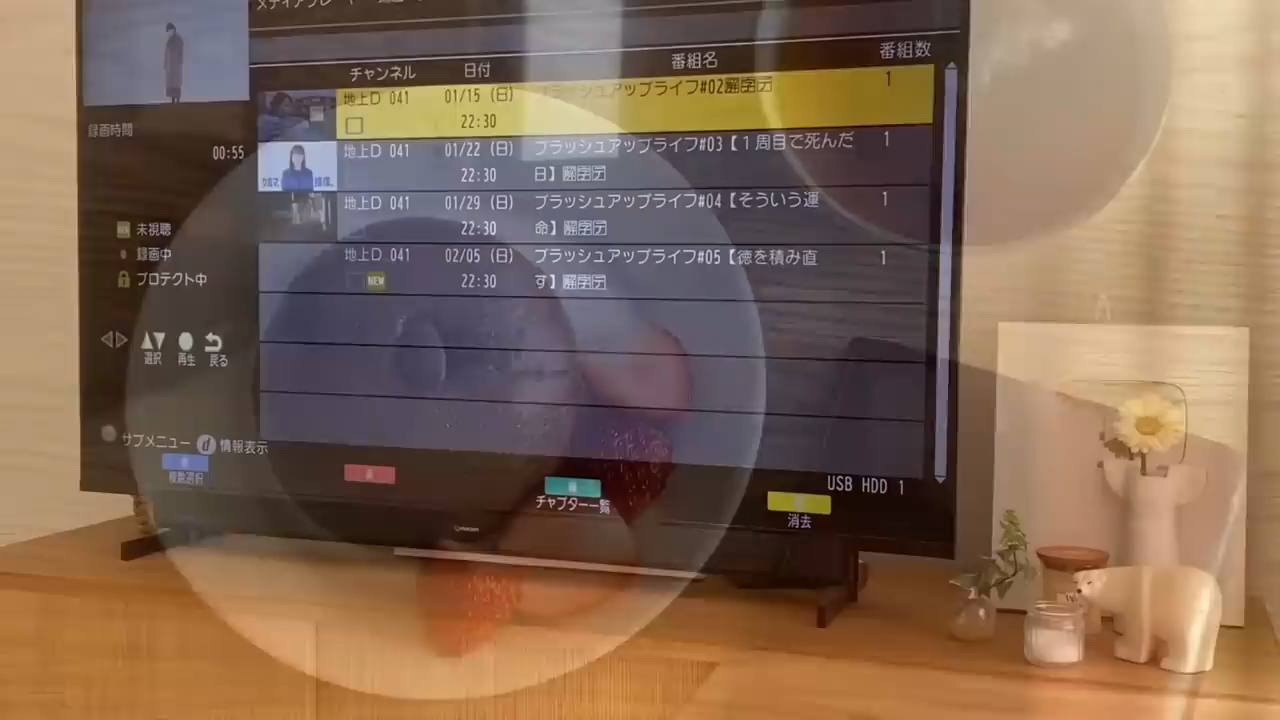 チャンネル 日付 番組名 番組数
地上D 041 01/15 (日) ブラッシュアップライフ#02 1
22:30
地上D 041 01/22 (日) ブラッシュアップライフ#03【1周目で死んだ 1
録画時間
00:55
22:30 日】
地上D 041 01/29 (日) ブラッシュアップライフ#04【そういう運 1
22:30 命】
未視聴
録画中
プロテクト中
地上D 041 02/05 (日) ブラッシュアップライフ#05【徳を積み直 1
NEW 22:30 す】
選択 再生 戻る
サブメニュー d 情報表示
複数選択
チャプター一覧
USB HDD 1
消去